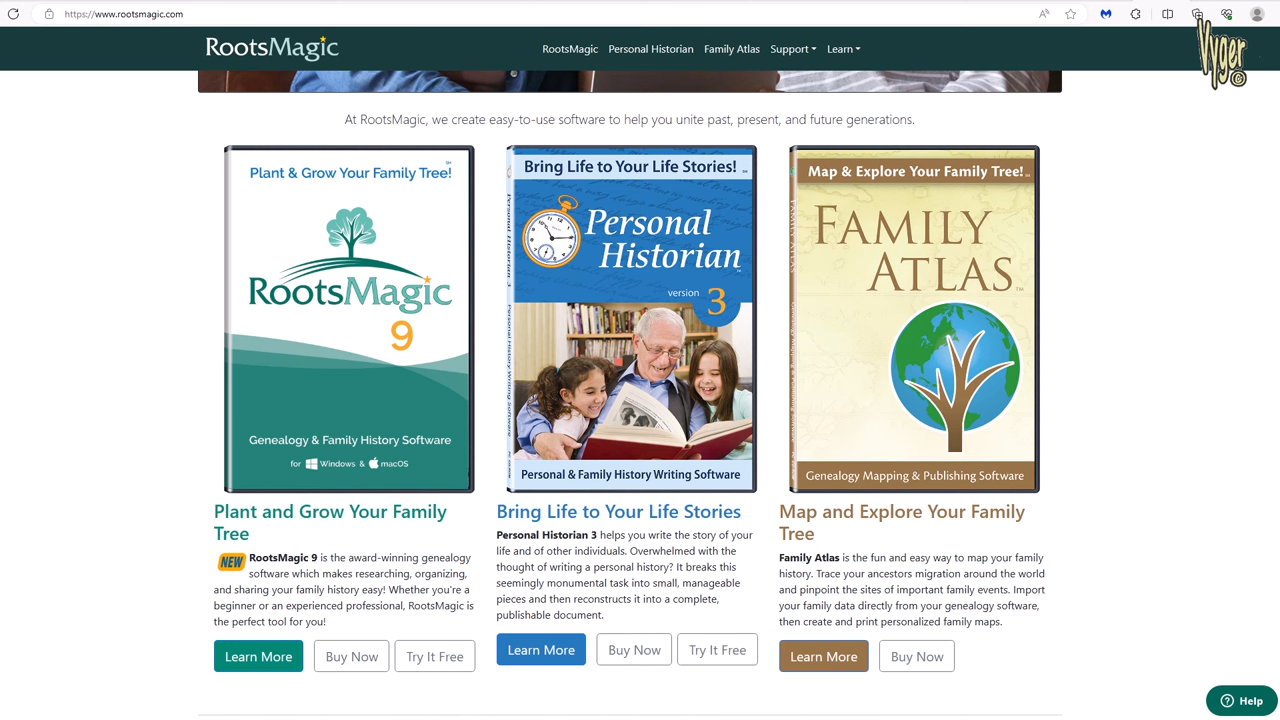 https://www.rootsmagic.com
Vyger
RootsMagic
RootsMagic Personal Historian Family Atlas Support Learn
At RootsMagic, we create easy-to-use software to help you unite past, present, and future generations.
Plant & Grow Your Family Tree!
RootsMagic
9
Genealogy & Family History Software
for Windows & macOS
Bring Life to Your Life Stories!
Personal
Historian
version 3
Personal & Family History Writing Software
Map & Explore Your Family Tree!
FAMILY
ATLAS
Genealogy Mapping & Publishing Software
Plant and Grow Your Family
Tree
NEW RootsMagic 9 is the award-winning genealogy
software which makes researching, organizing,
and sharing your family history easy! Whether you're a
beginner or an experienced professional, RootsMagic is
the perfect tool for you!
Learn More Buy Now Try It Free
Bring Life to Your Life Stories
Personal Historian 3 helps you write the story of your
life and of other individuals. Overwhelmed with the
thought of writing a personal history? It breaks this
seemingly monumental task into small, manageable
pieces and then reconstructs it into a complete,
publishable document.
Learn More Buy Now Try It Free
Map and Explore Your Family
Tree
Family Atlas is the fun and easy way to map your family
history. Trace your ancestors migration around the world
and pinpoint the sites of important family events. Import
your family data directly from your genealogy software,
then create and print personalized family maps.
Learn More Buy Now
Help